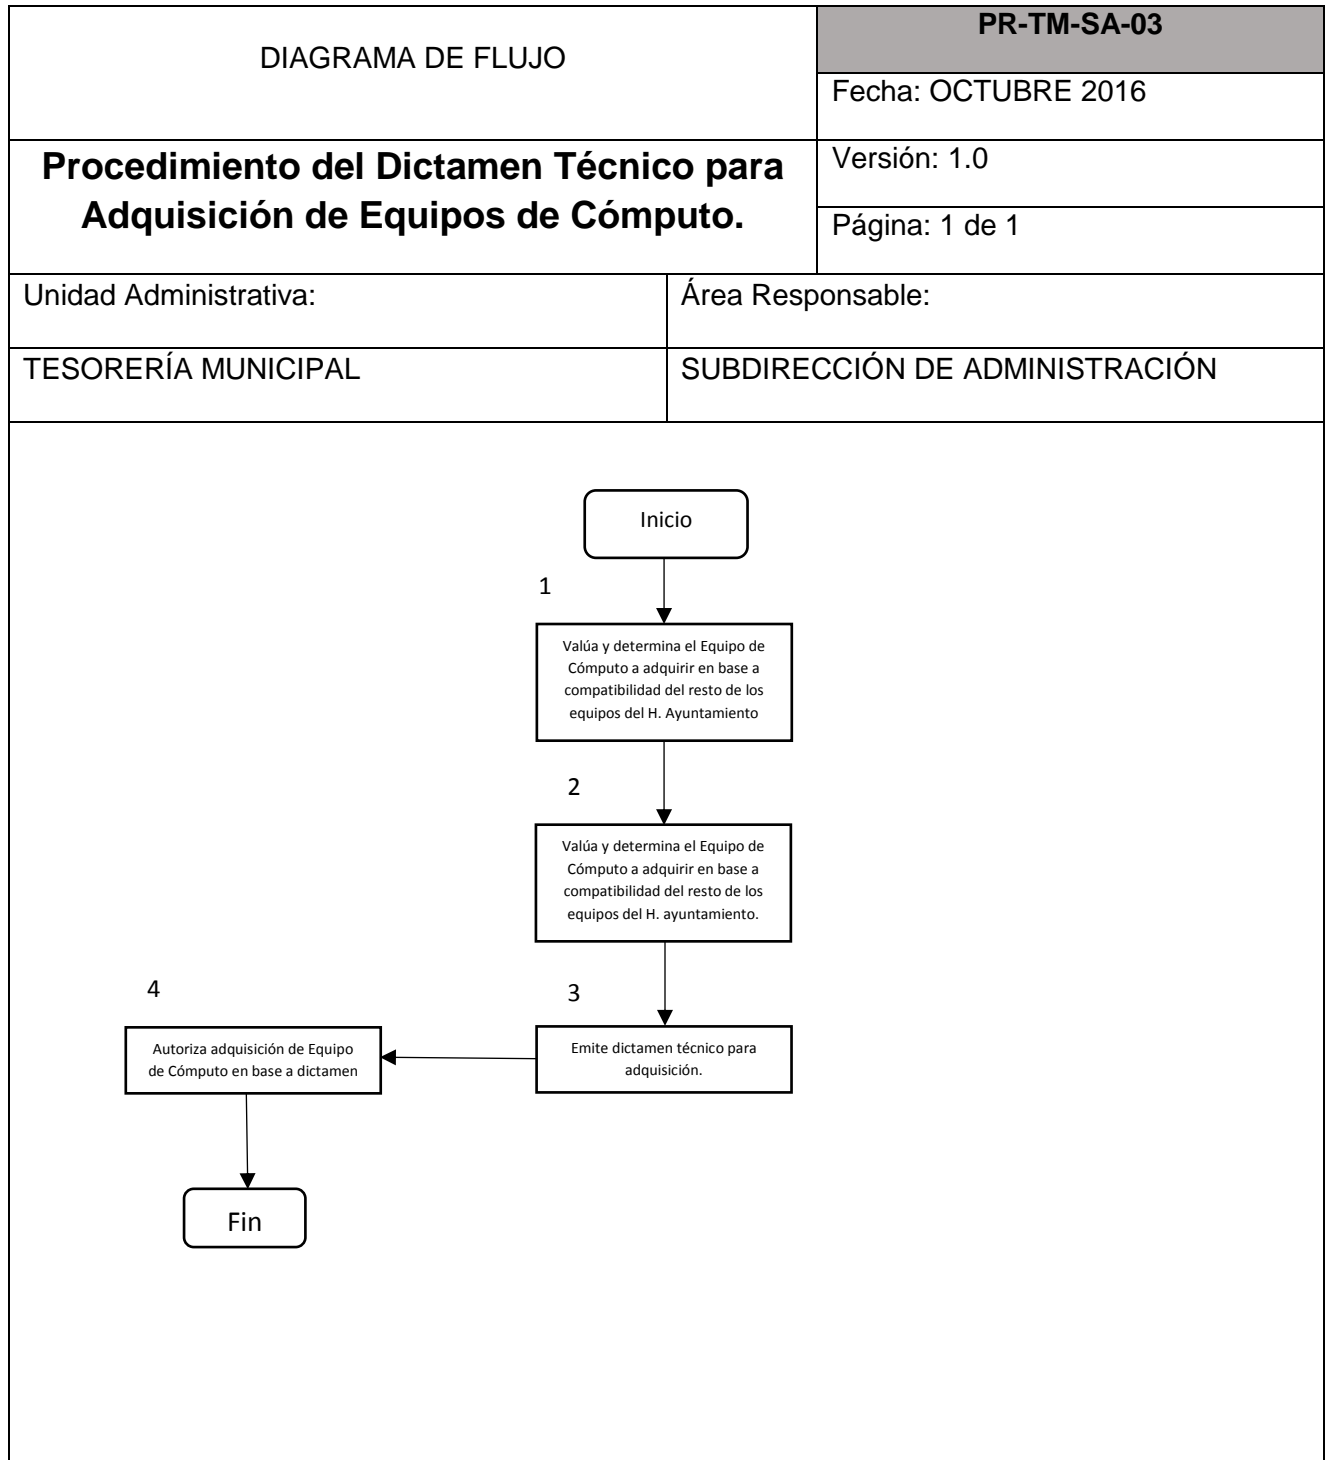 DIAGRAMA DE FLUJO
PR-TM-SA-03
Fecha: OCTUBRE 2016
Procedimiento del Dictamen Técnico para
Adquisición de Equipos de Cómputo.
Versión: 1.0
Página: 1 de 1
Unidad Administrativa:
Área Responsable:
TESORERÍA MUNICIPAL
SUBDIRECCIÓN DE ADMINISTRACIÓN
Inicio
1
Valúa y determina el Equipo de
Cómputo a adquirir en base a
compatibilidad del resto de los
equipos del H. Ayuntamiento
2
Valúa y determina el Equipo de
Cómputo a adquirir en base a
compatibilidad del resto de los
equipos del H. ayuntamiento.
3
Emite dictamen técnico para
adquisición.
4
Autoriza adquisición de Equipo
de Cómputo en base a dictamen
Fin